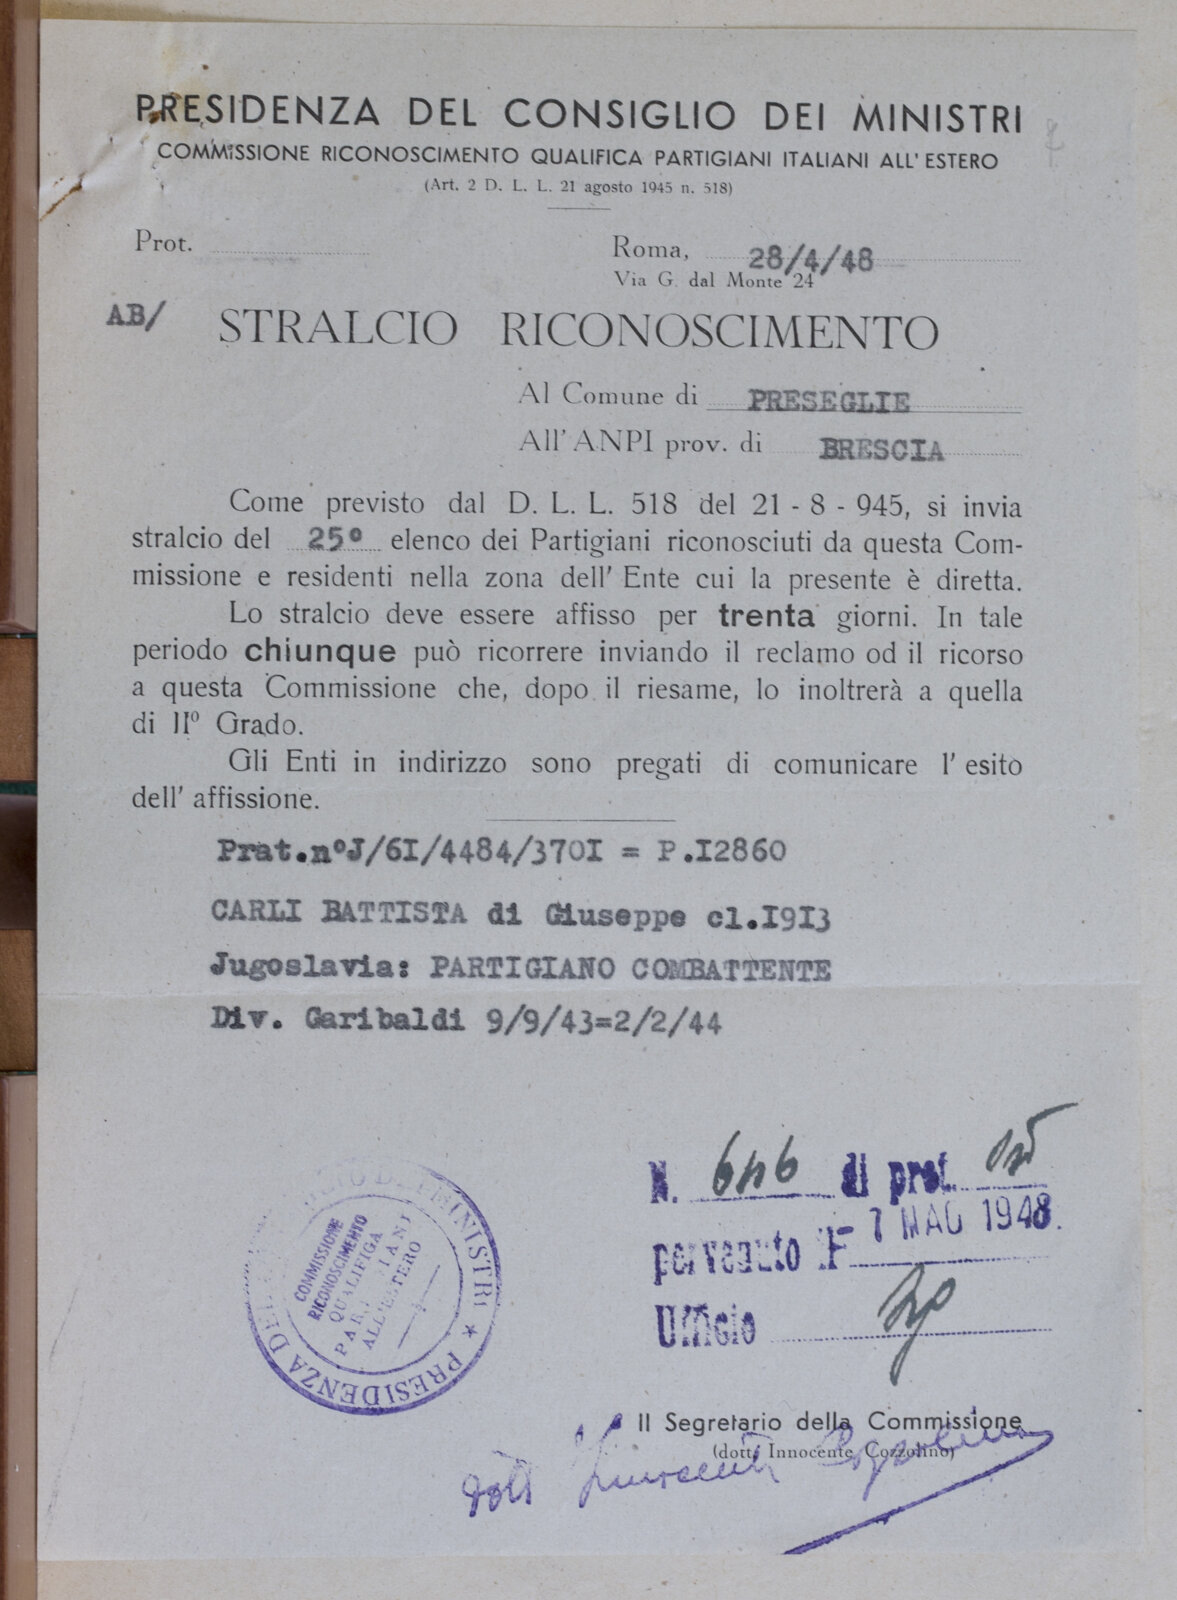 PRESIDENZA DEL CONSIGLIO DEI MINISTRI
COMMISSIONE RICONOSCIMENTO QUALIFICA PARTIGIANI ITALIANI ALL'ESTERO
(Art. 2 D. L. L. 21 agosto 1945 n. 518)
Prot.
Roma, 28/4/48
Via G. dal Monte 24
AB/
STRALCIO RICONOSCIMENTO
Al Comune di PRESEGLIE
All'ANPI prov. di BRESCIA
Come previsto dal D. L. L. 518 del 21 - 8 - 945, si invia
stralcio del 25° elenco dei Partigiani riconosciuti da questa Com-
missione e residenti nella zona dell' Ente cui la presente è diretta.
Lo stralcio deve essere affisso per trenta giorni. In tale
periodo chiunque può ricorrere inviando il reclamo od il ricorso
a questa Commissione che, dopo il riesame, lo inoltrerà a quella
di II° Grado.
Gli Enti in indirizzo sono pregati di comunicare l' esito
dell' affissione.
Prat.n°J/6I/4484/370I = P.I2860
CARLI BATTISTA di Giuseppe cl.I9I3
Jugoslavia: PARTIGIANO COMBATTENTE
Div. Garibaldi 9/9/43=2/2/44
N. 646 di prot.
pervenuto il 7 MAG 1948
Ufficio
PRESIDENZA DEL CONSIGLIO DEI MINISTRI ★
COMMISSIONE
RICONOSCIMENTO
QUALIFIGA
PARTIGIANI
ALL'ESTERO
Il Segretario della Commissione
(dott. Innocente Cozzolino)
dott Innocente Cozzolino